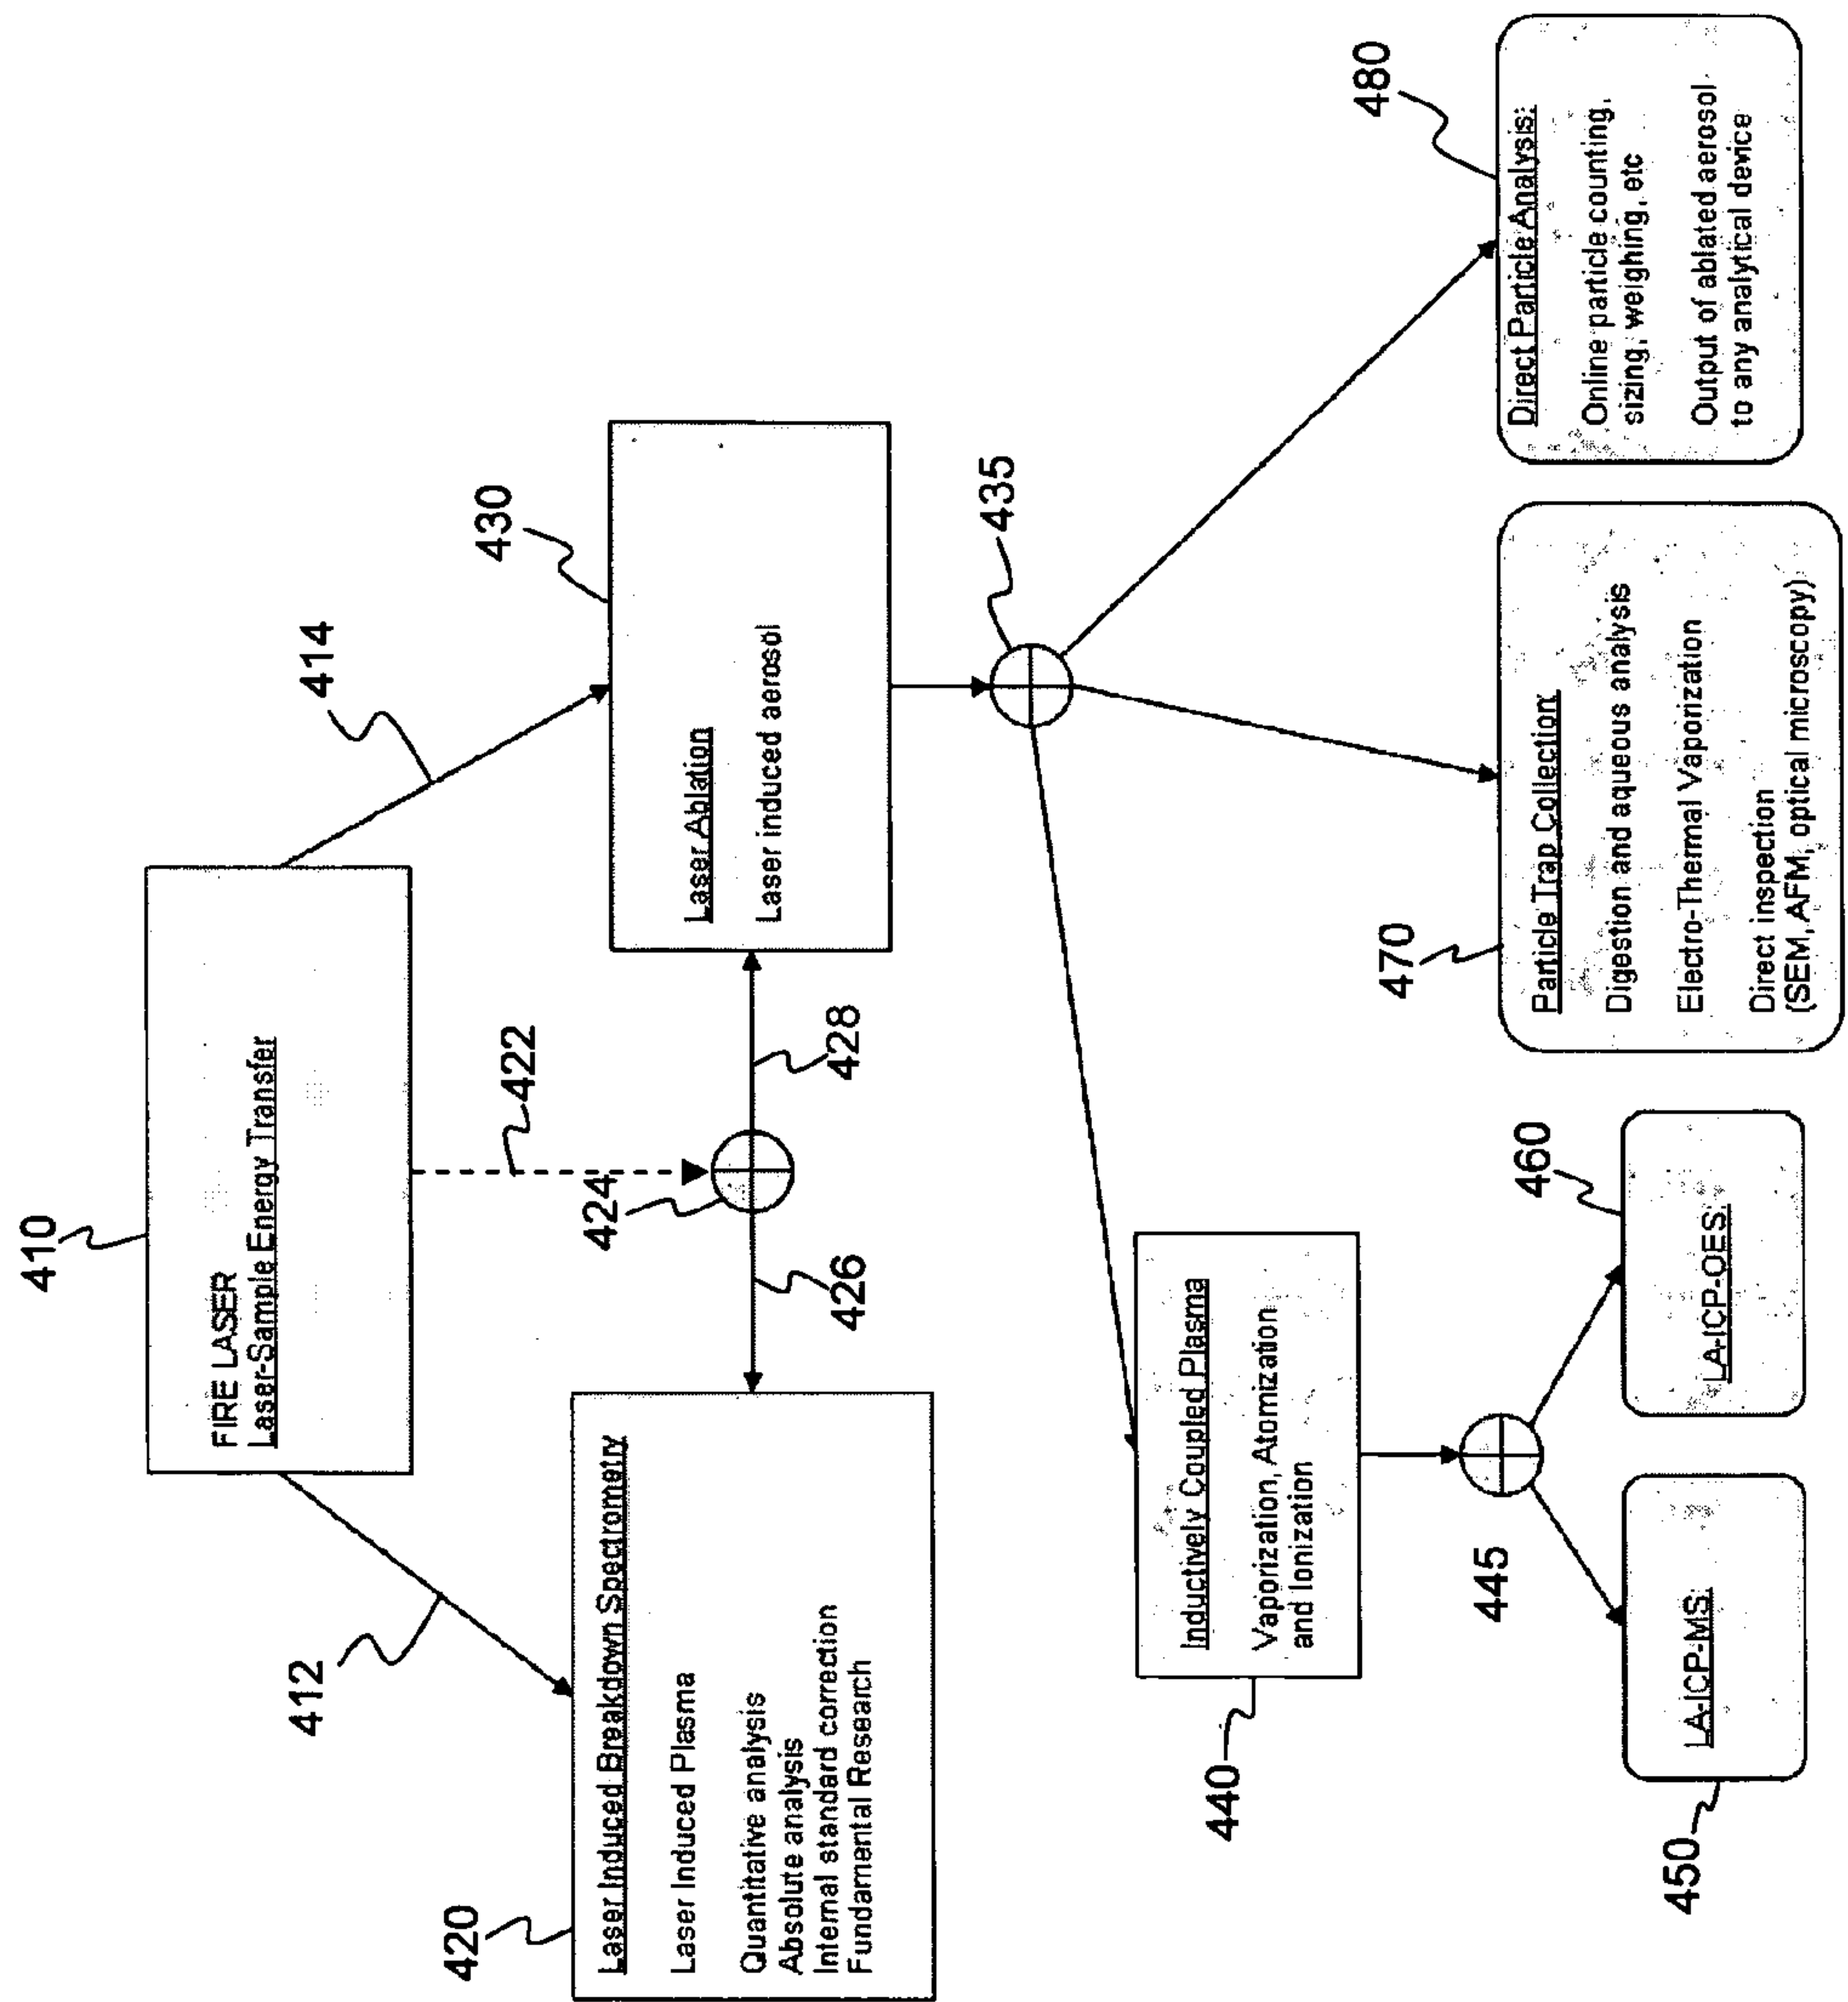 410
FIRE LASER
Laser-Sample Energy Transfer
412
414
422
420
Laser Induced Breakdown Spectrometry
Laser Induced Plasma
Quantitative analysis
Absolute analysis
Internal standard correction
Fundamental Research
424
426
428
430
Laser Ablation
Laser induced aerosol
435
440
Inductively Coupled Plasma
Vaporization, Atomization
and Ionization
445
450
LA-ICP-MS:
460
LA-ICP-OES:
470
Particle Trap Collection:
Digestion and aqueous analysis
Electro-Thermal Vaporization
Direct inspection
(SEM, AFM, optical microscopy)
480
Direct Particle Analysis:
Online particle counting,
sizing, weighing, etc
Output of ablated aerosol
to any analytical device